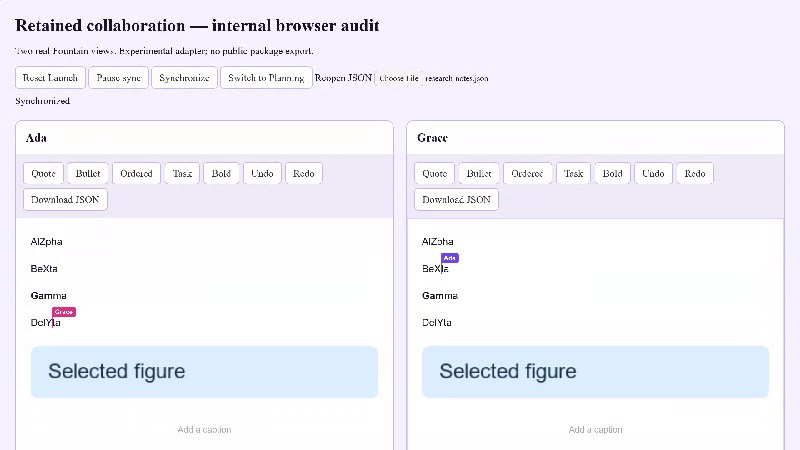 Retained collaboration — internal browser audit
Two real Fountain views. Experimental adapter; no public package export.
Reset Launch Pause sync Synchronize Switch to Planning Reopen JSON Choose File research-notes.json
Synchronized
Ada
Quote Bullet Ordered Task Bold Undo Redo
Download JSON
AlZpha
BeXta
Gamma
Grace
DelYta
Selected figure
Add a caption
Grace
Quote Bullet Ordered Task Bold Undo Redo
Download JSON
AlZpha
Ada
BeXta
Gamma
DelYta
Selected figure
Add a caption